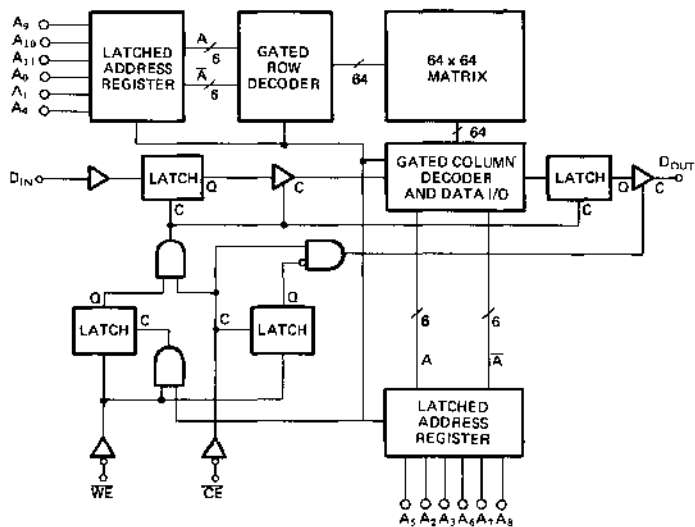 A9
A10
A11
A0
A1
A4
LATCHED
ADDRESS
REGISTER
A
6
A̅
6
GATED
ROW
DECODER
64
64 x 64
MATRIX
64
DIN
LATCH
Q
C
C
GATED COLUMN
DECODER
AND DATA I/O
LATCH
Q
C
C
DOUT
Q
LATCH
C
C
Q
LATCH
6
A
6
A̅
LATCHED
ADDRESS
REGISTER
W̅E̅
C̅E̅
A5 A2 A3 A6 A7 A8